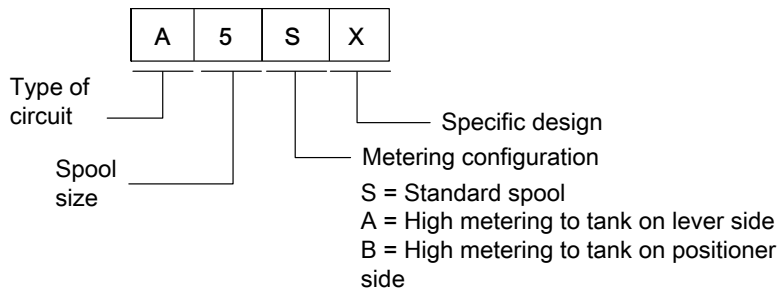 A 5 S X
Type of
circuit
Specific design
Metering configuration
Spool
size
S = Standard spool
A = High metering to tank on lever side
B = High metering to tank on positioner
side